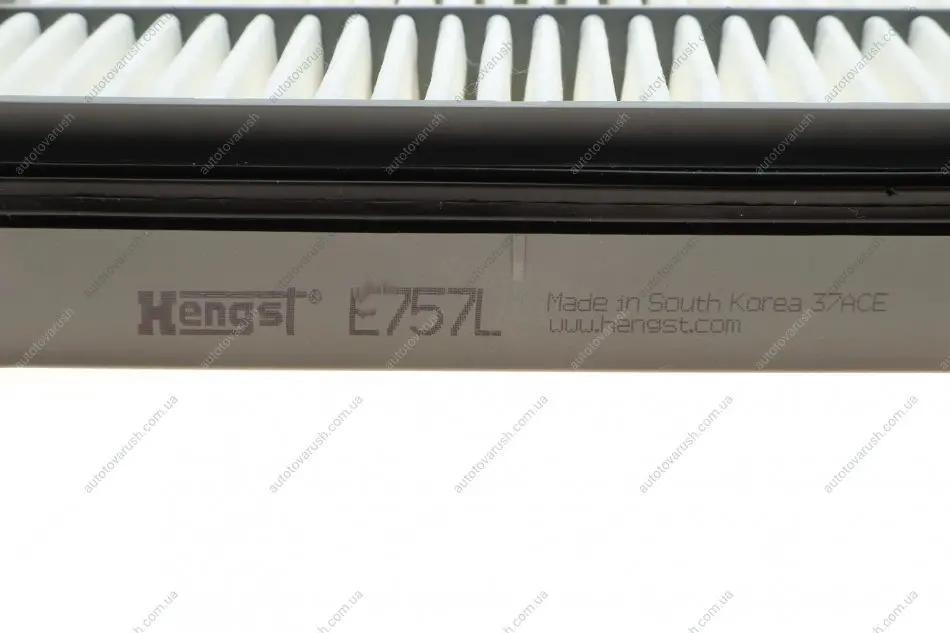 Hengst® E757L Made in South Korea 37ACE
www.hengst.com
autotovarush.com.ua